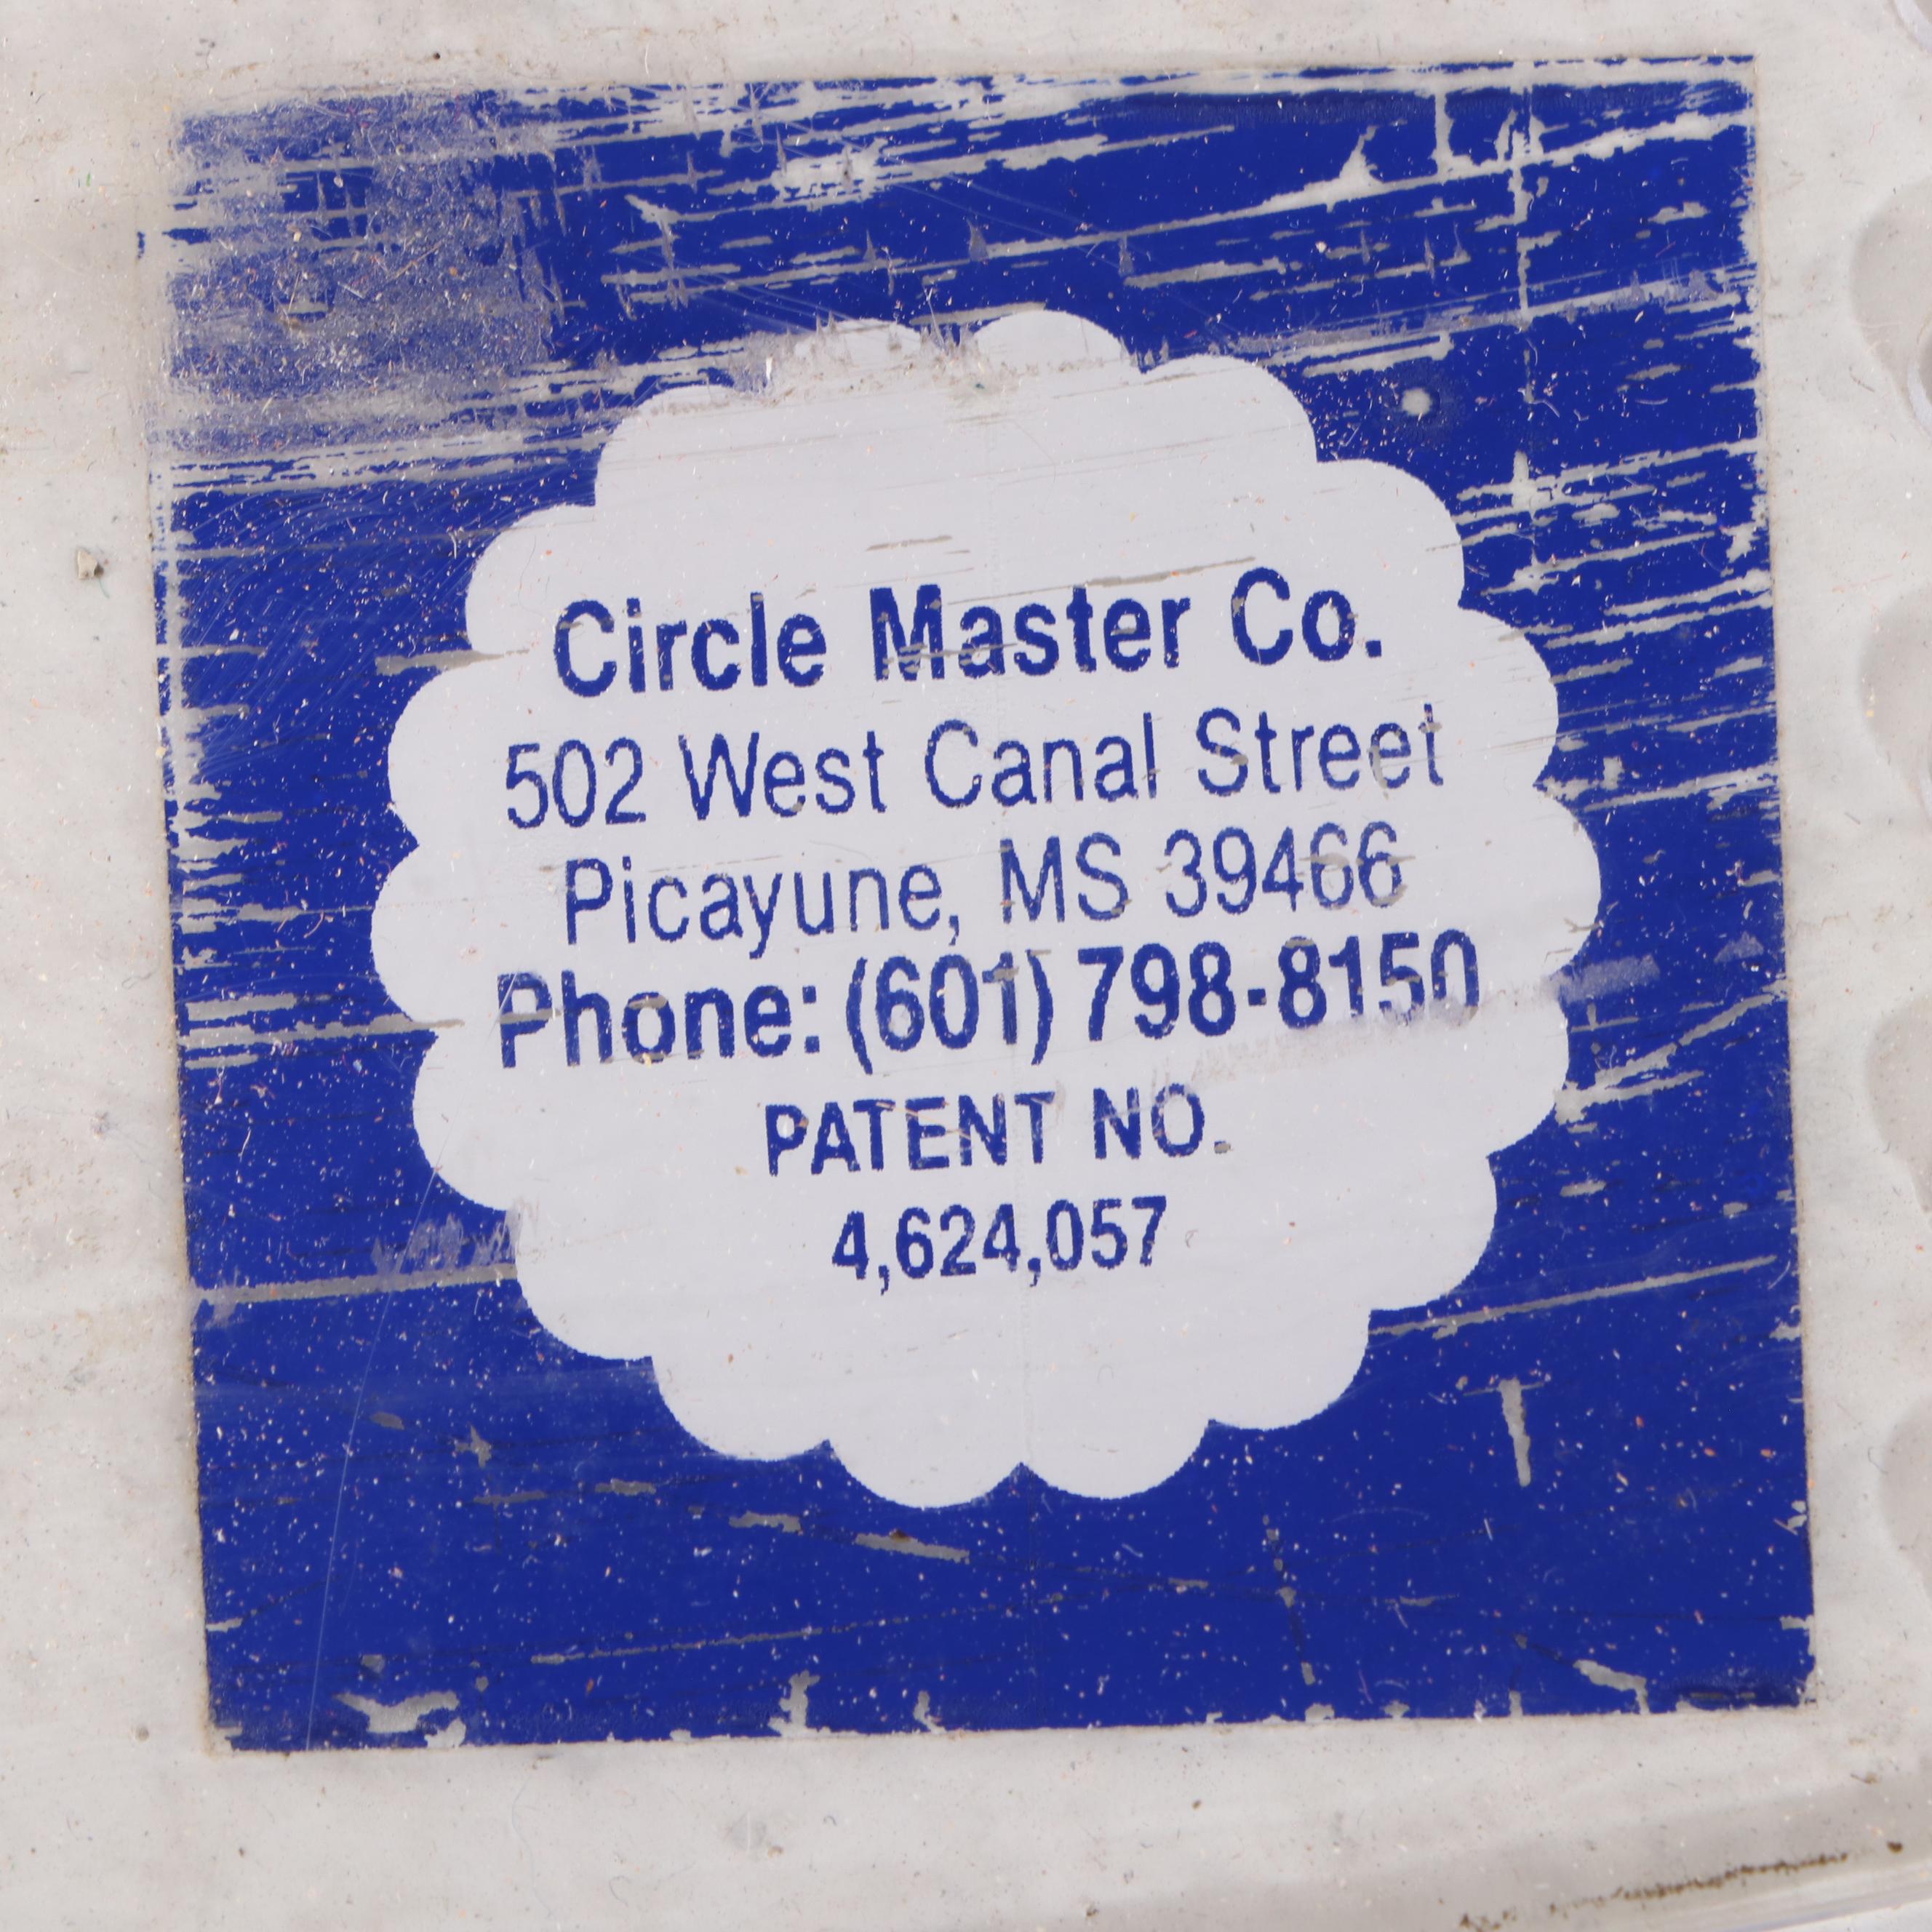 Circle Master Co.
502 West Canal Street
Picayune, MS 39466
Phone: (601) 798-8150
PATENT NO.
4,624,057